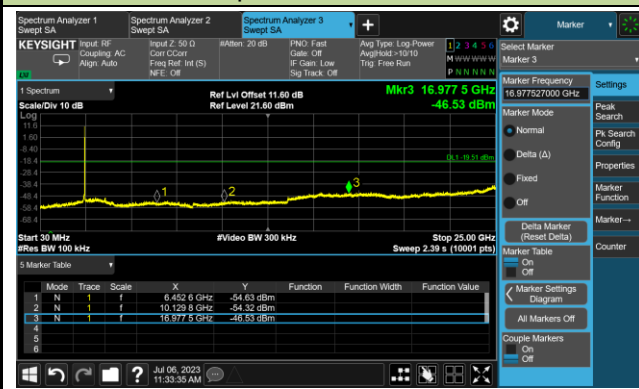 Spectrum Analyzer 1
Swept SA
Spectrum Analyzer 2
Swept SA
Spectrum Analyzer 3
Swept SA
+
Marker
KEYSIGHT
Input: RF
Coupling: AC
Align: Auto
Input Z: 50 Ω
Corr CCorr
Freq Ref: Int (S)
NFE: Off
#Atten: 20 dB
PNO: Fast
Gate: Off
IF Gain: Low
Sig Track: Off
Avg Type: Log-Power
Avg|Hold:>10/10
Trig: Free Run
1 2 3 4 5 6
M W W W W W
P N N N N N
LW
1 Spectrum
Scale/Div 10 dB
Ref Lvl Offset 11.60 dB
Ref Level 21.60 dBm
Mkr3 16.977 5 GHz
-46.53 dBm
Log
11.6
1.60
-8.40
-18.4
-28.4
-38.4
-48.4
-58.4
-68.4
DL1 -19.51 dBm
1
2
3
Start 30 MHz
#Res BW 100 kHz
#Video BW 300 kHz
Stop 25.00 GHz
Sweep 2.39 s (10001 pts)
5 Marker Table
Mode Trace Scale X Y Function Function Width Function Value
1 N 1 f 6.452 6 GHz -54.63 dBm
2 N 1 f 10.129 8 GHz -54.32 dBm
3 N 1 f 16.977 5 GHz -46.53 dBm
4
5
6
?
Jul 06, 2023
11:33:35 AM
Select Marker
Marker 3
Marker Frequency
16.977527000 GHz
Marker Mode
Normal
Delta (Δ)
Fixed
Off
Delta Marker
(Reset Delta)
Marker Table
On
Off
Marker Settings
Diagram
All Markers Off
Couple Markers
On
Off
Settings
Peak
Search
Pk Search
Config
Properties
Marker
Function
Marker→
Counter